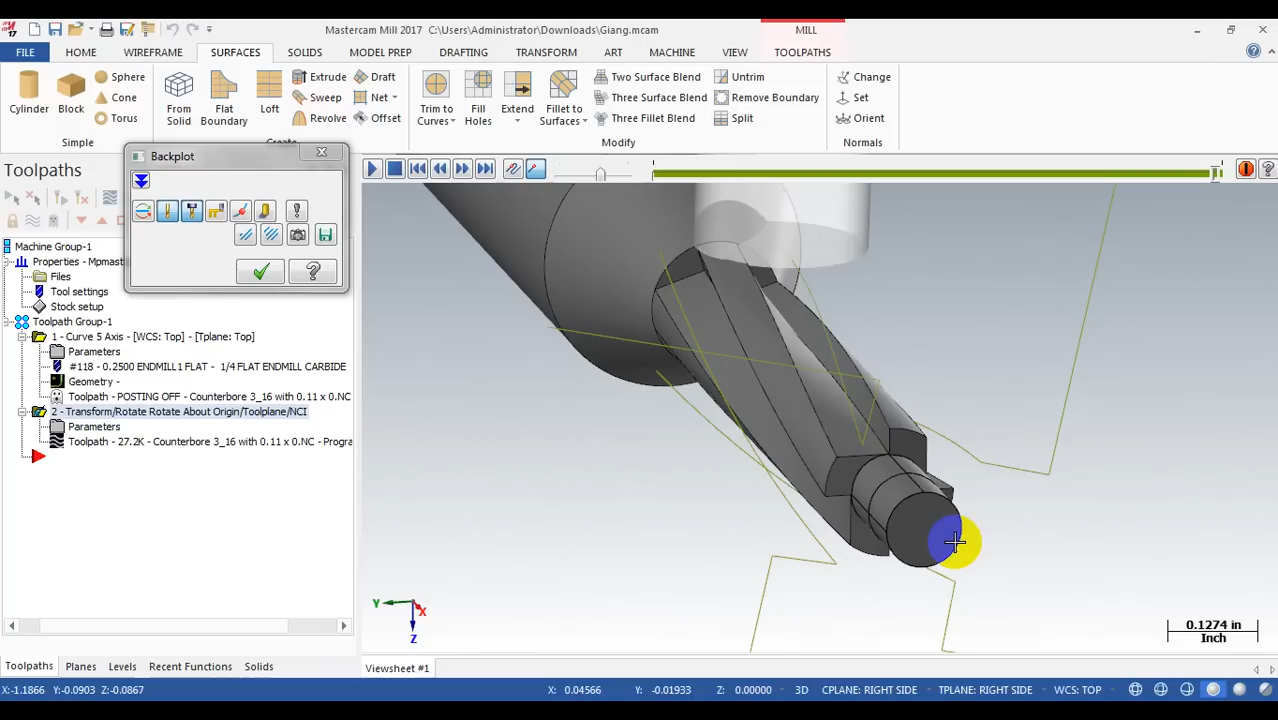 Mastercam Mill 2017 C:\Users\Administrator\Downloads\Giang.mcam
MILL
FILE HOME WIREFRAME SURFACES SOLIDS MODEL PREP DRAFTING TRANSFORM ART MACHINE VIEW TOOLPATHS
Cylinder
Block
Sphere
Cone
Torus
Simple
From Solid
Flat Boundary
Loft
Extrude
Sweep
Revolve
Draft
Net
Offset
Create
Trim to Curves
Fill Holes
Extend
Fillet to Surfaces
Two Surface Blend
Three Surface Blend
Three Fillet Blend
Untrim
Remove Boundary
Split
Modify
Change
Set
Orient
Normals
Toolpaths
Backplot
Machine Group-1
Properties - Mpmast
Files
Tool settings
Stock setup
Toolpath Group-1
1 - Curve 5 Axis - [WCS: Top] - [Tplane: Top]
Parameters
#118 - 0.2500 ENDMILL1 FLAT - 1/4 FLAT ENDMILL CARBIDE
Geometry -
Toolpath - POSTING OFF - Counterbore 3_16 with 0.11 x 0.NC
2 - Transform/Rotate Rotate About Origin/Toolplane/NCI
Parameters
Toolpath - 27.2K - Counterbore 3_16 with 0.11 x 0.NC - Progra
Y
X
Z
0.1274 in
Inch
Toolpaths Planes Levels Recent Functions Solids
Viewsheet #1
X:-1.1866 Y:-0.0903 Z:-0.0867 X: 0.04566 Y: -0.01933 Z: 0.00000 3D CPLANE: RIGHT SIDE TPLANE: RIGHT SIDE WCS: TOP